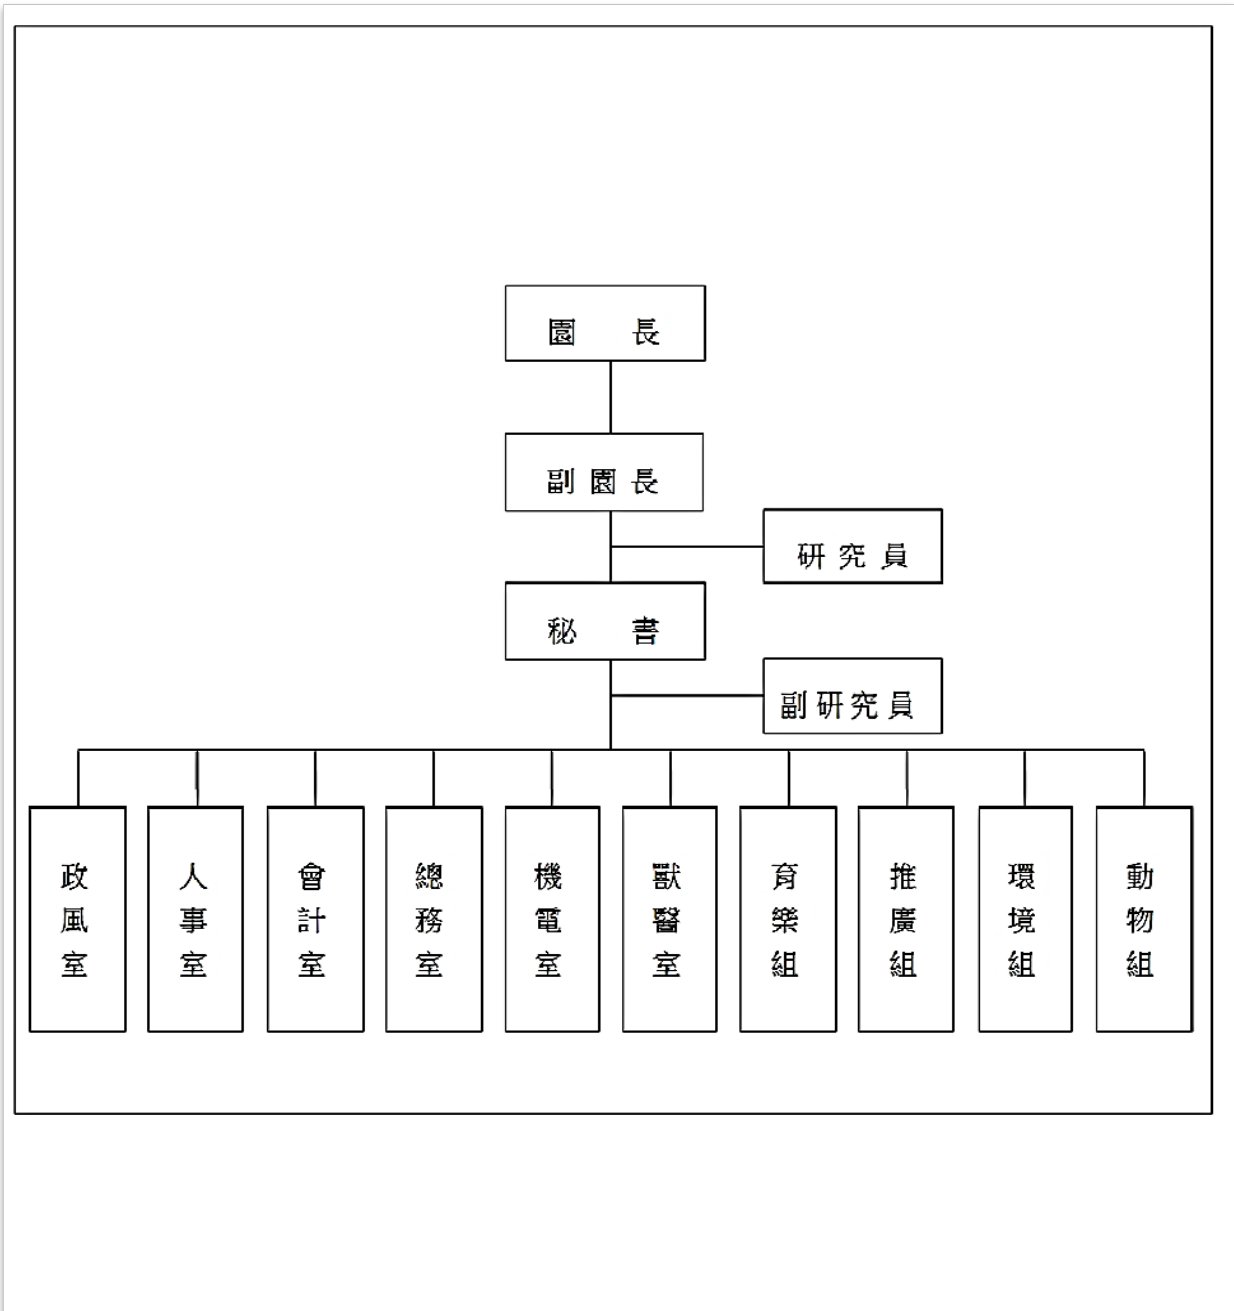 園長
副園長
研究員
秘書
副研究員
政風室
人事室
會計室
總務室
機電室
獸醫室
育樂組
推廣組
環境組
動物組